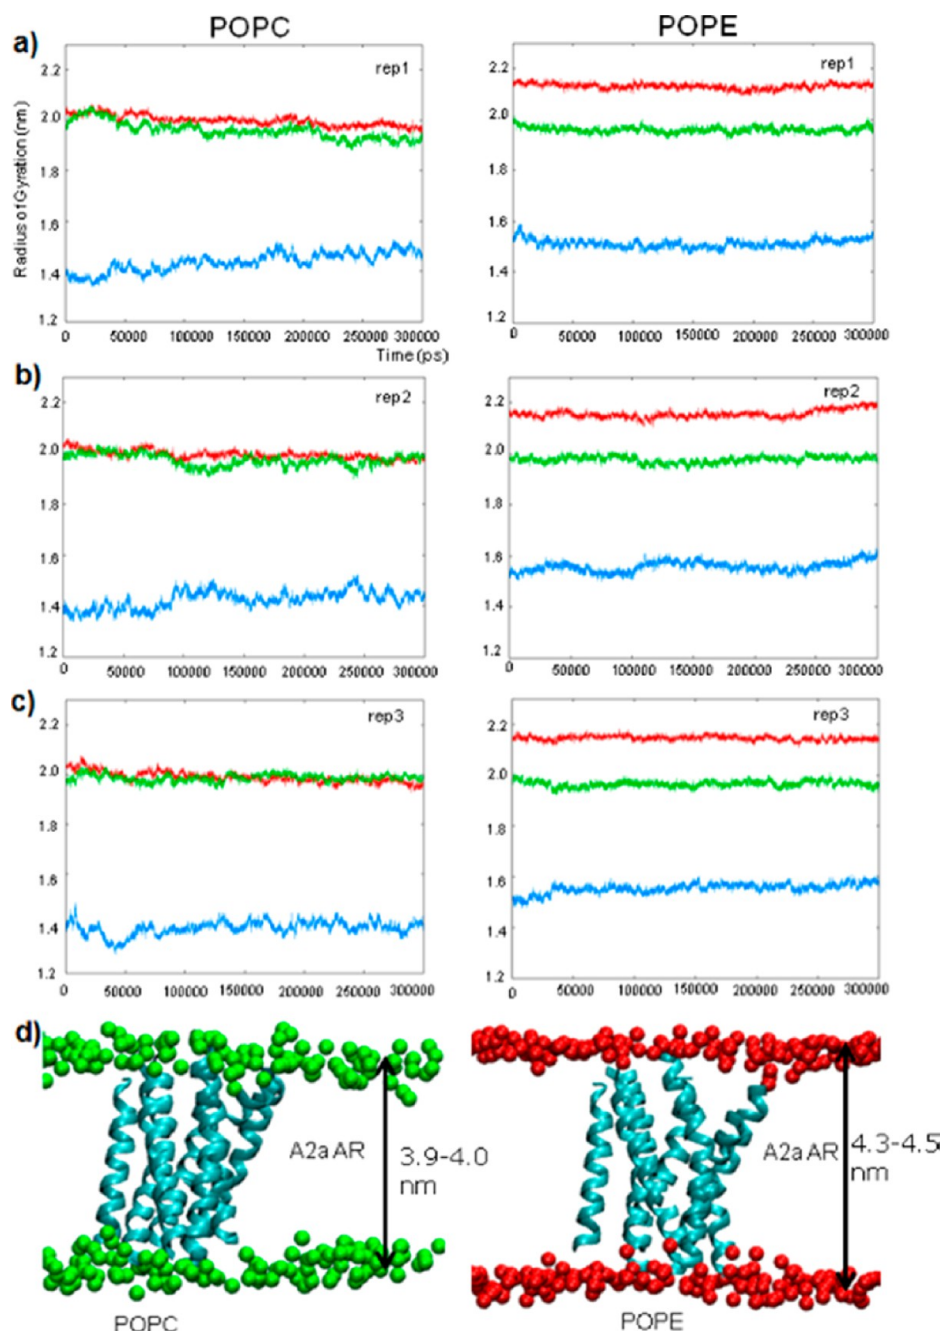 POPC POPE
a)
rep1 rep1
Radius of Gyration (nm)
2.2 2.2
2.0 2.0
1.8 1.8
1.6 1.6
1.4 1.4
1.2 1.2
0 50000 100000 150000 200000 250000 300000 0 50000 100000 150000 200000 250000 300000
Time (ps)
b)
rep2 rep2
2.2 2.2
2.0 2.0
1.8 1.8
1.6 1.6
1.4 1.4
1.2 1.2
0 50000 100000 150000 200000 250000 300000 0 50000 100000 150000 200000 250000 300000
c)
rep3 rep3
2.2 2.2
2.0 2.0
1.8 1.8
1.6 1.6
1.4 1.4
1.2 1.2
0 50000 100000 150000 200000 250000 300000 0 50000 100000 150000 200000 250000 300000
d)
A2a AR A2a AR
3.9-4.0 4.3-4.5
nm nm
POPC POPE